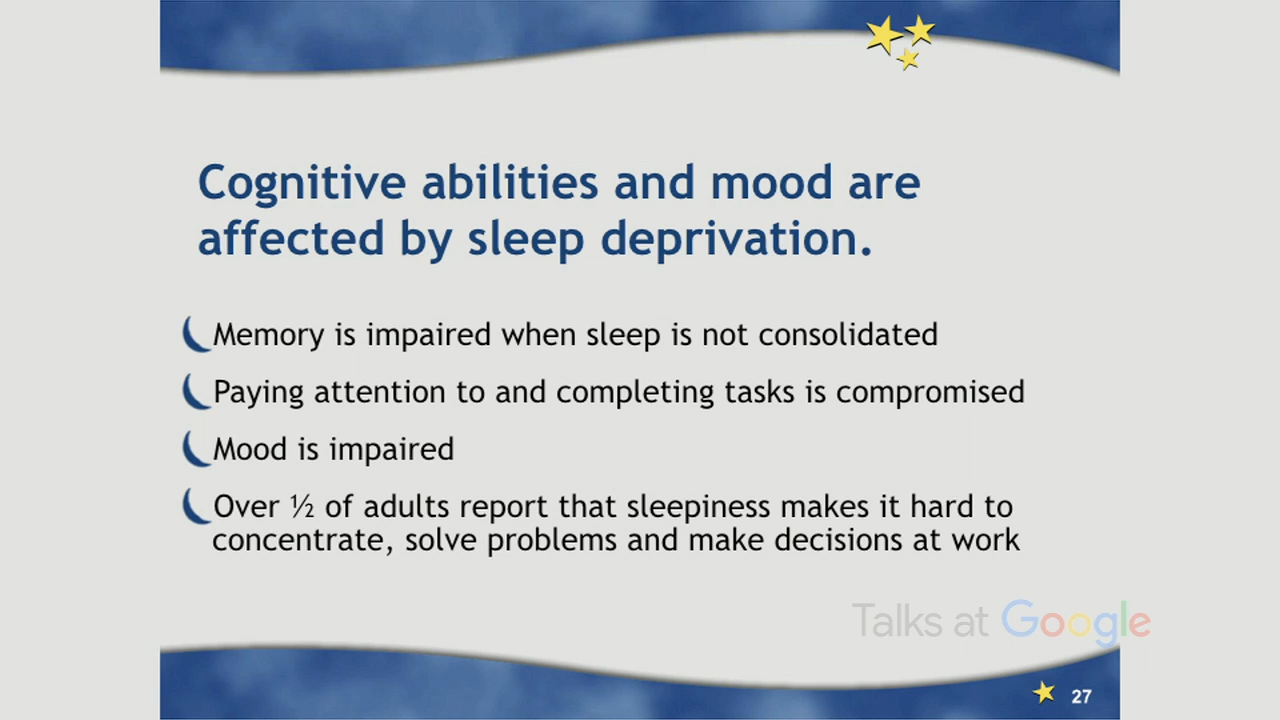 Cognitive abilities and mood are
affected by sleep deprivation.
Memory is impaired when sleep is not consolidated
Paying attention to and completing tasks is compromised
Mood is impaired
Over ½ of adults report that sleepiness makes it hard to
concentrate, solve problems and make decisions at work
Talks at Google
27